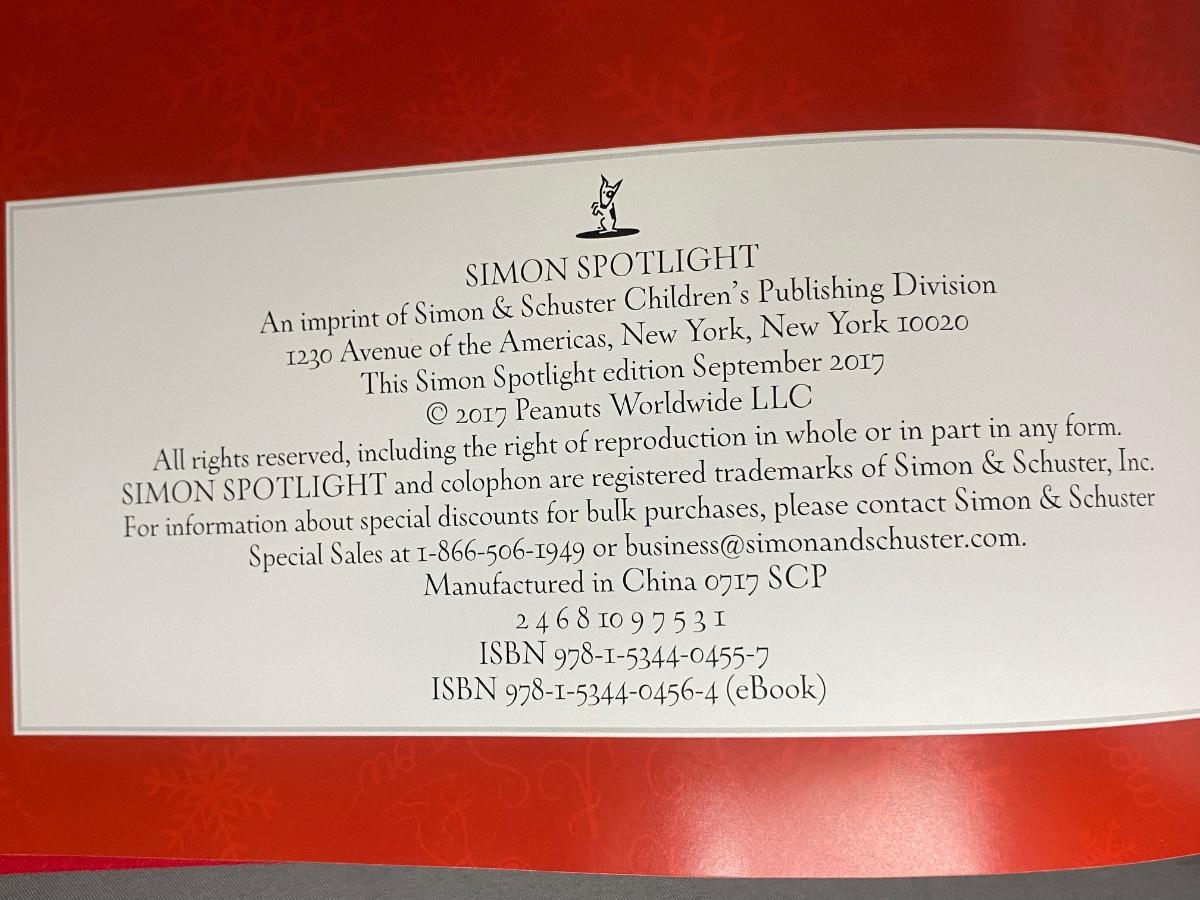 SIMON SPOTLIGHT
An imprint of Simon & Schuster Children's Publishing Division
1230 Avenue of the Americas, New York, New York 10020
This Simon Spotlight edition September 2017
© 2017 Peanuts Worldwide LLC
All rights reserved, including the right of reproduction in whole or in part in any form.
SIMON SPOTLIGHT and colophon are registered trademarks of Simon & Schuster, Inc.
For information about special discounts for bulk purchases, please contact Simon & Schuster
Special Sales at 1-866-506-1949 or business@simonandschuster.com.
Manufactured in China 0717 SCP
2 4 6 8 10 9 7 5 3 1
ISBN 978-1-5344-0455-7
ISBN 978-1-5344-0456-4 (eBook)